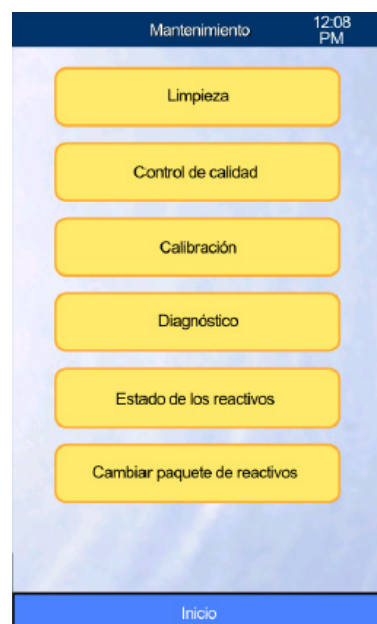 Mantenimiento
12:08
PM
Limpieza
Control de calidad
Calibración
Diagnóstico
Estado de los reactivos
Cambiar paquete de reactivos
Inicio